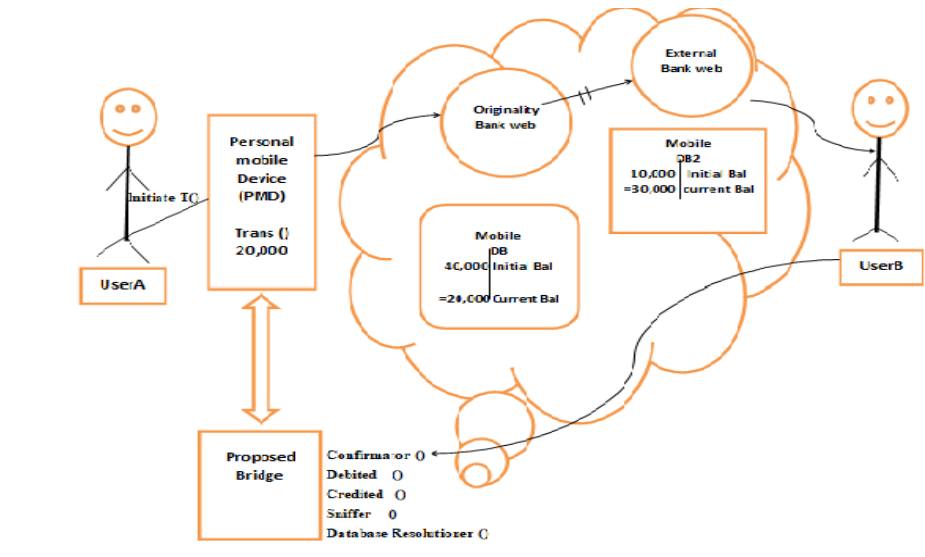 External
Bank web
Originality
Bank web
Personal
mobile
Device
(PMD)
Trans ()
20,000
Initiate T()
UserA
Mobile
DB2
10,000 Initial Bal
=30,000 current Bal
Mobile
DB
40,000 Initial Bal
=20,000 Current Bal
UserB
Proposed
Bridge
Confirmator ()
Debited ()
Credited ()
Sniffer ()
Database Resolutioner ()